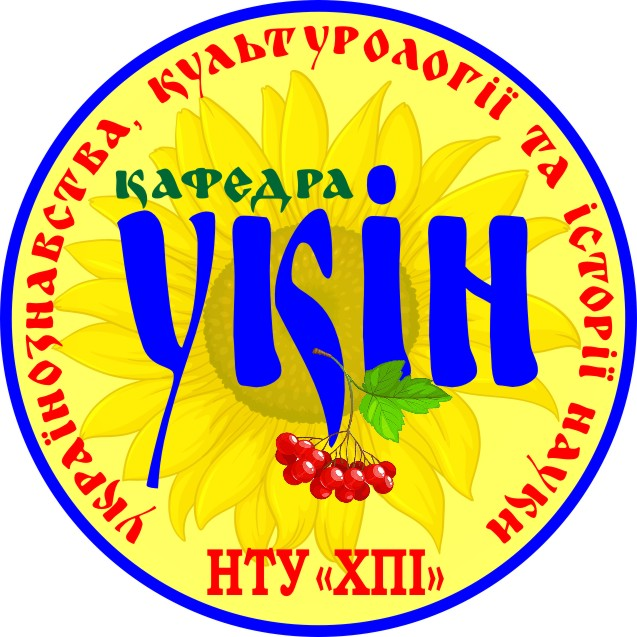 українознавства, культурології та історії науки
кафедра
укін
НТУ «ХПІ»